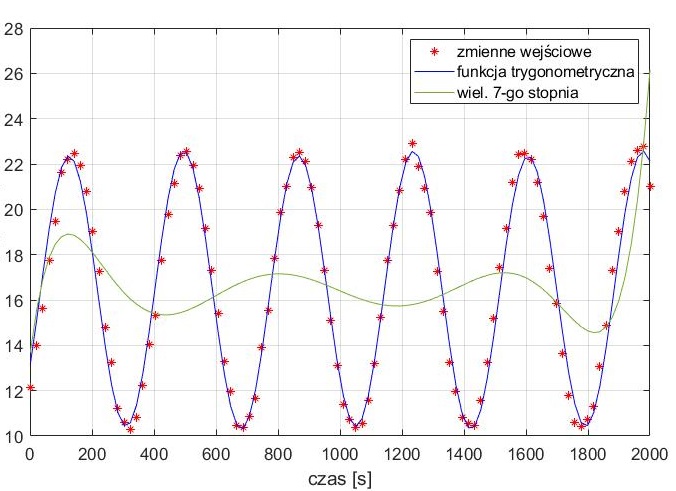 28
26
24
22
20
18
16
14
12
10
zmienne wejściowe
funkcja trygonometryczna
wiel. 7-go stopnia
0 200 400 600 800 1000 1200 1400 1600 1800 2000
czas [s]